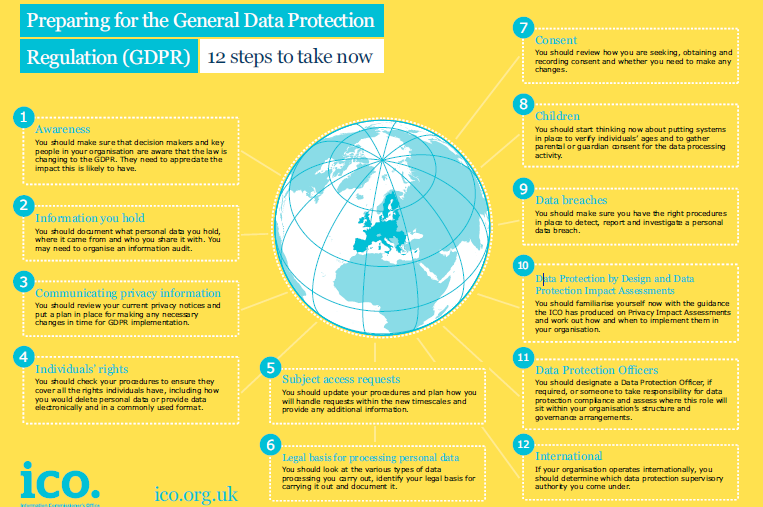 Preparing for the General Data Protection
Regulation (GDPR) 12 steps to take now
1
Awareness
You should make sure that decision makers and key
people in your organisation are aware that the law is
changing to the GDPR. They need to appreciate the
impact this is likely to have.
2
Information you hold
You should document what personal data you hold,
where it came from and who you share it with. You
may need to organise an information audit.
3
Communicating privacy information
You should review your current privacy notices and
put a plan in place for making any necessary
changes in time for GDPR implementation.
4
Individuals' rights
You should check your procedures to ensure they
cover all the rights individuals have, including how
you would delete personal data or provide data
electronically and in a commonly used format.
5
Subject access requests
You should update your procedures and plan how you
will handle requests within the new timescales and
provide any additional information.
6
Legal basis for processing personal data
You should look at the various types of data
processing you carry out, identify your legal basis for
carrying it out and document it.
7
Consent
You should review how you are seeking, obtaining and
recording consent and whether you need to make any
changes.
8
Children
You should start thinking now about putting systems
in place to verify individuals' ages and to gather
parental or guardian consent for the data processing
activity.
9
Data breaches
You should make sure you have the right procedures
in place to detect, report and investigate a personal
data breach.
10
Data Protection by Design and Data
Protection Impact Assessments
You should familiarise yourself now with the guidance
the ICO has produced on Privacy Impact Assessments
and work out how and when to implement them in
your organisation.
11
Data Protection Officers
You should designate a Data Protection Officer, if
required, or someone to take responsibility for data
protection compliance and assess where this role will
sit within your organisation's structure and
governance arrangements.
12
International
If your organisation operates internationally, you
should determine which data protection supervisory
authority you come under.
ico.
ico.org.uk